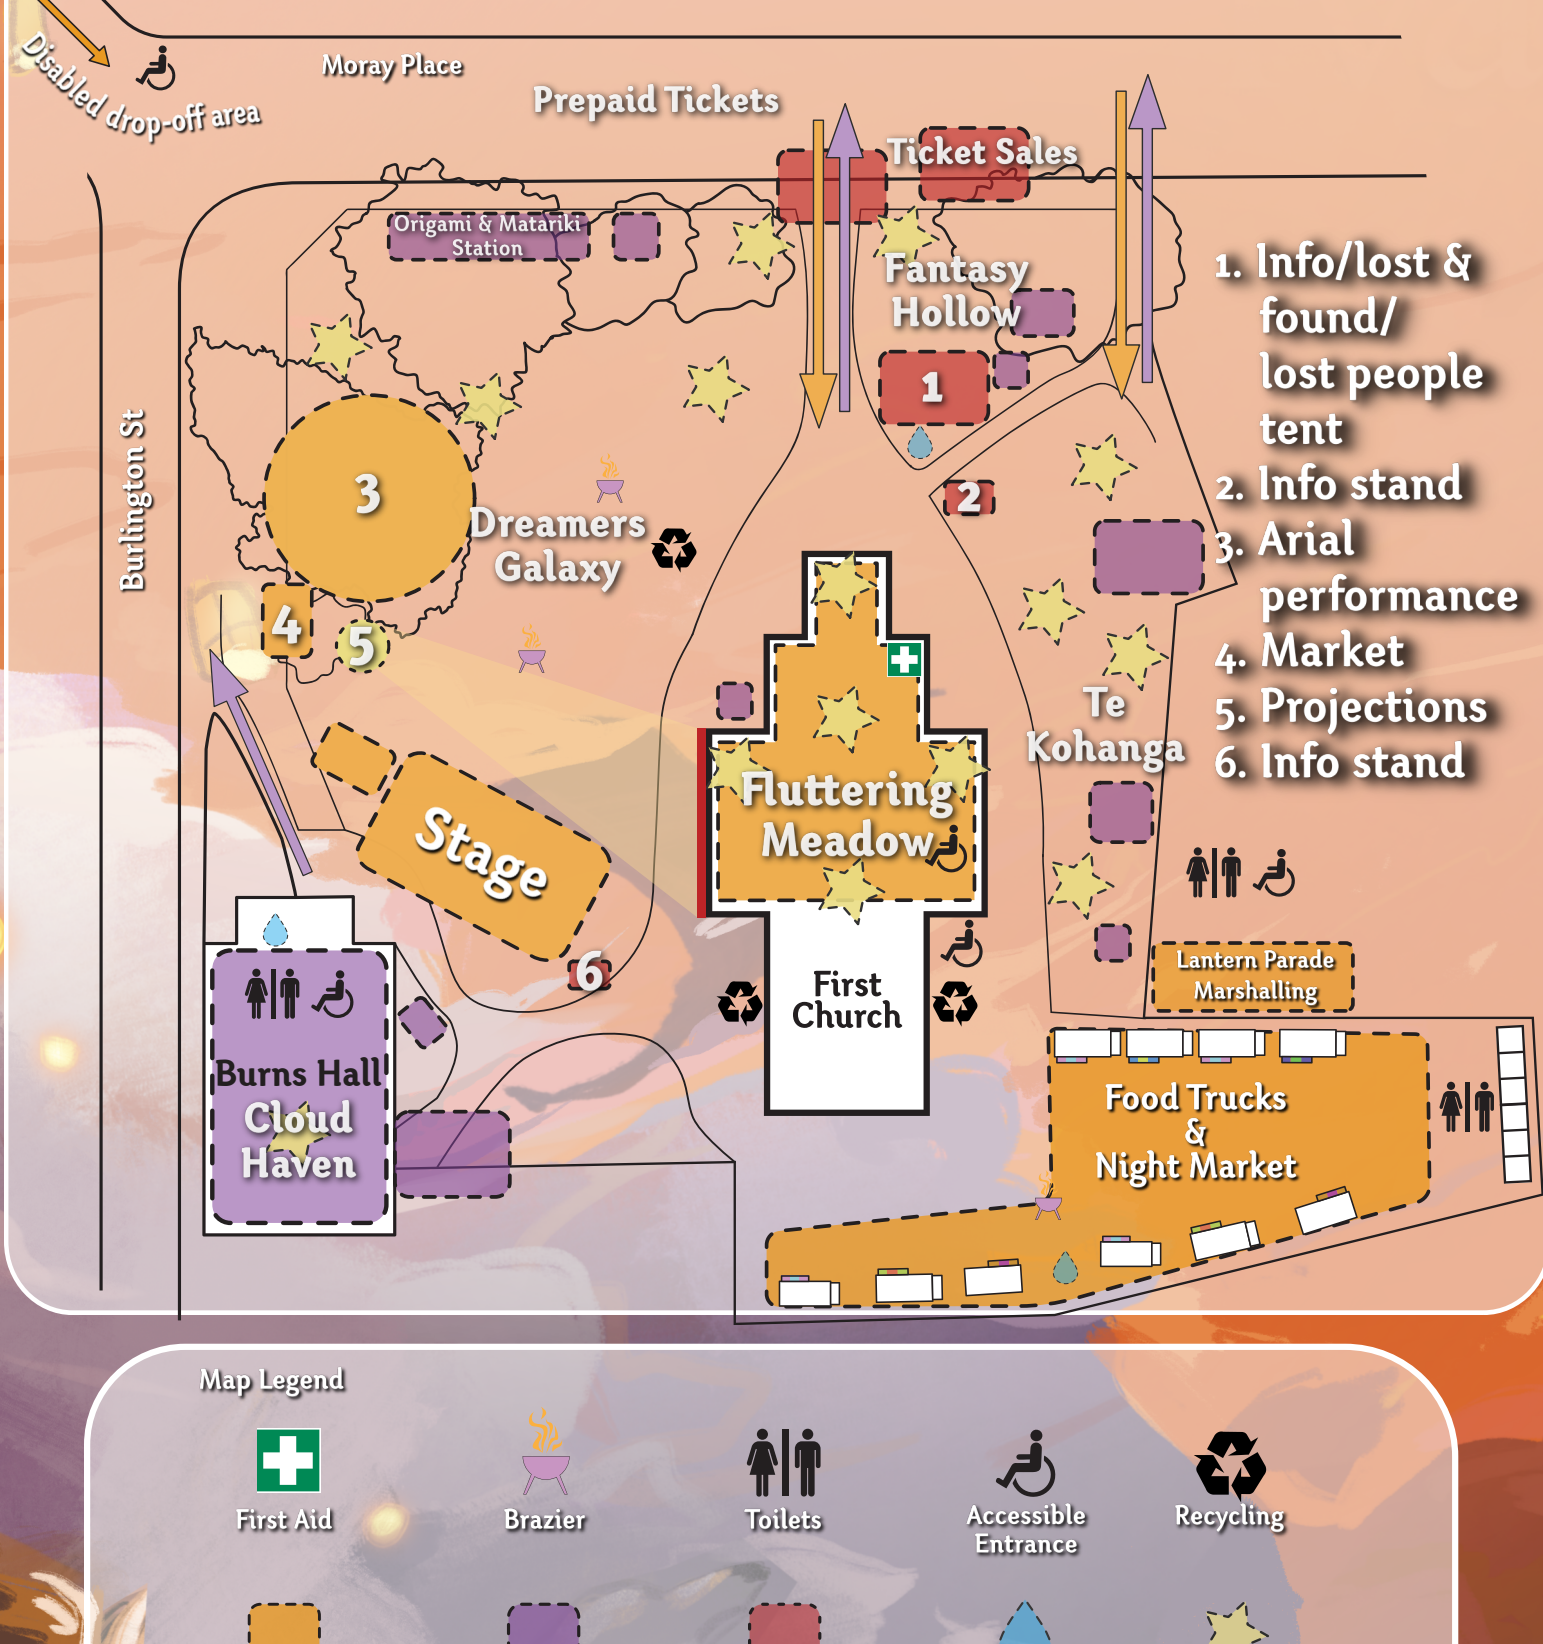 Disabled drop-off area
Moray Place
Prepaid Tickets
Ticket Sales
Origami & Matariki
Station
Fantasy
Hollow
1
2
3
Dreamers
Galaxy
Burlington St
4
5
1. Info/lost &
found/
lost people
tent
2. Info stand
3. Arial
performance
4. Market
5. Projections
6. Info stand
Te
Kohanga
Stage
Fluttering
Meadow
6
First
Church
Lantern Parade
Marshalling
Burns Hall
Cloud
Haven
Food Trucks
&
Night Market
Map Legend
First Aid
Brazier
Toilets
Accessible
Entrance
Recycling